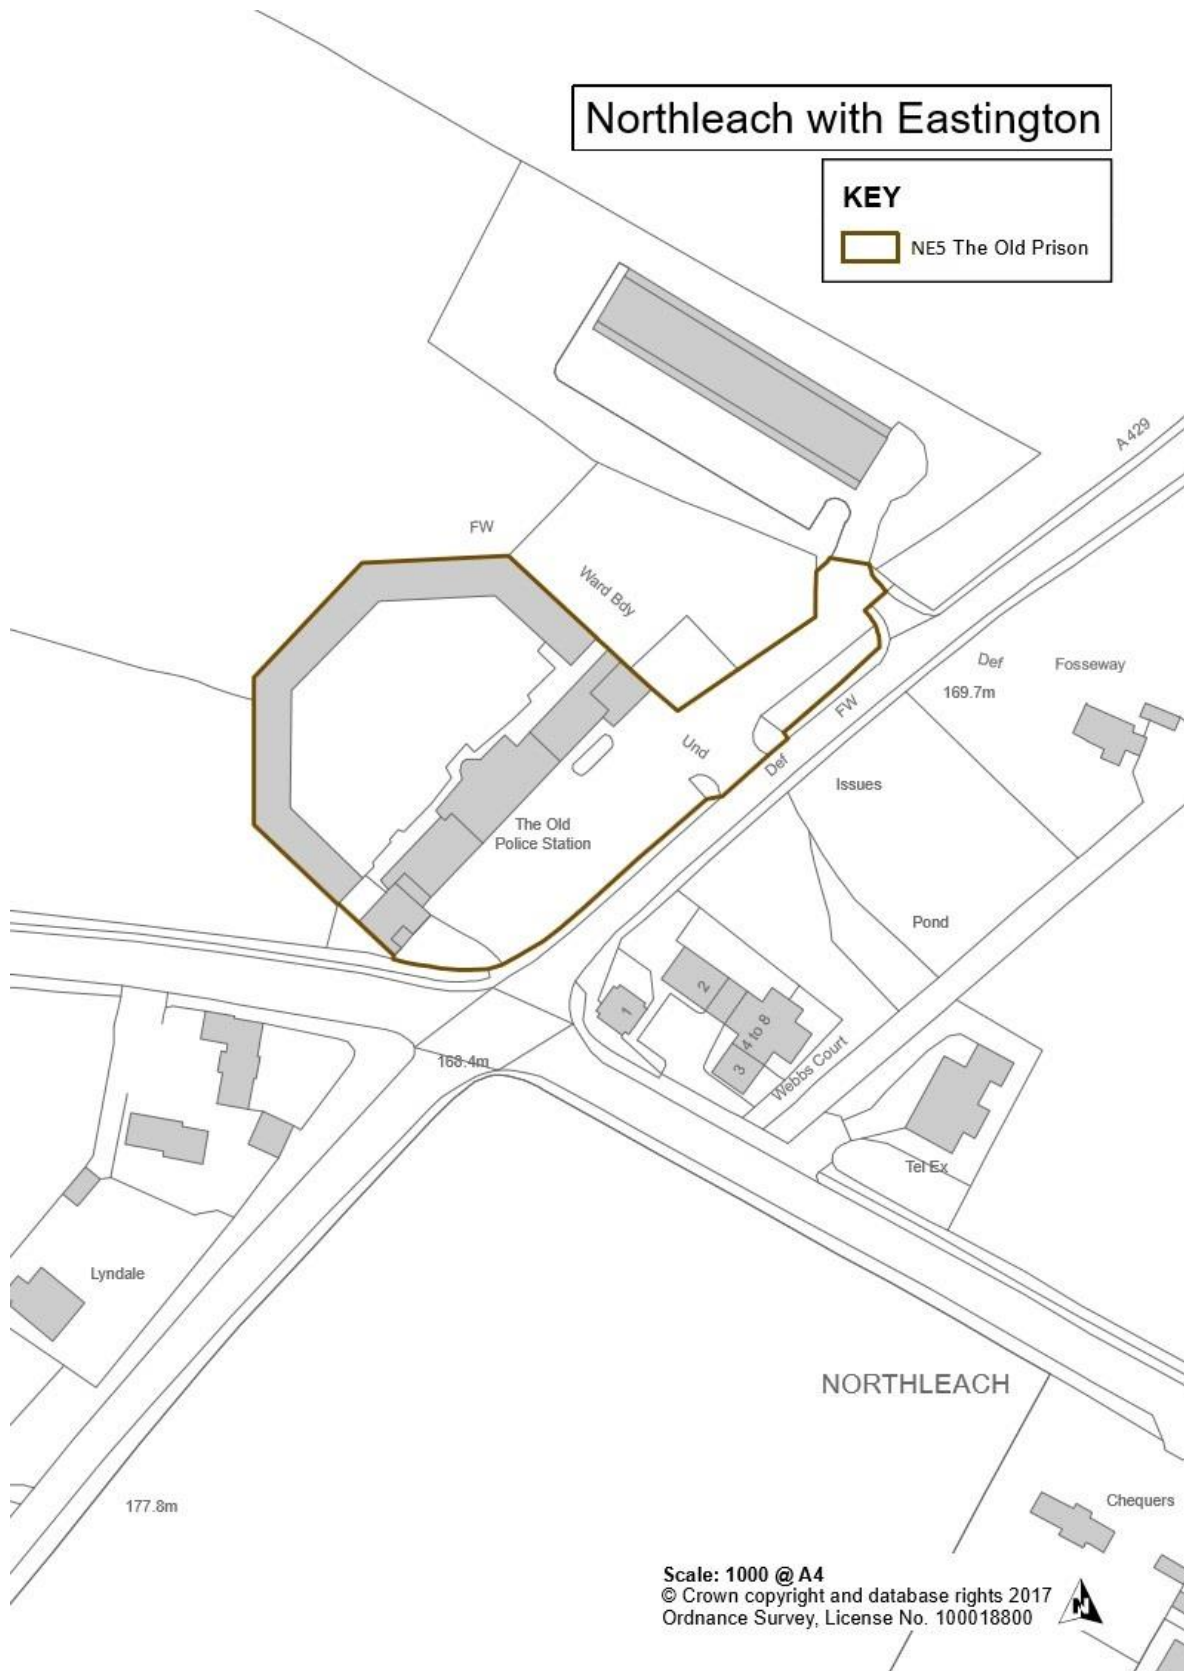 Northleach with Eastington
KEY
NE5 The Old Prison
A 429
FW
Ward Bdy
Def
Fosseway
169.7m
FW
Und
Def
Issues
The Old
Police Station
Pond
2
1
4 to 8
3
Webbs Court
168.4m
Tel Ex
Lyndale
NORTHLEACH
177.8m
Chequers
Scale: 1000 @ A4
© Crown copyright and database rights 2017
Ordnance Survey, License No. 100018800
N